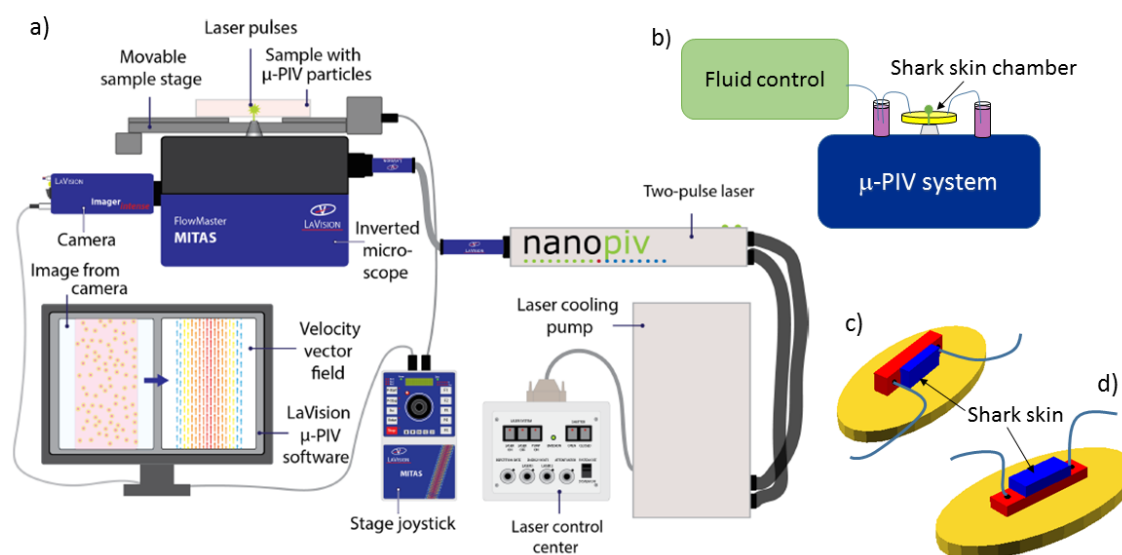 a)
Laser pulses
Movable
sample stage
Sample with
µ-PIV particles
LAVISION
Imager intense
Camera
FlowMaster
MITAS
LAVISION
Inverted
micro-
scope
Image from
camera
Velocity
vector
field
LaVision
µ-PIV
software
MITAS
Stage joystick
Two-pulse laser
nanopiv
Laser cooling
pump
Laser control
center
b)
Fluid control
Shark skin
chamber
µ-PIV system
c)
Shark skin
d)